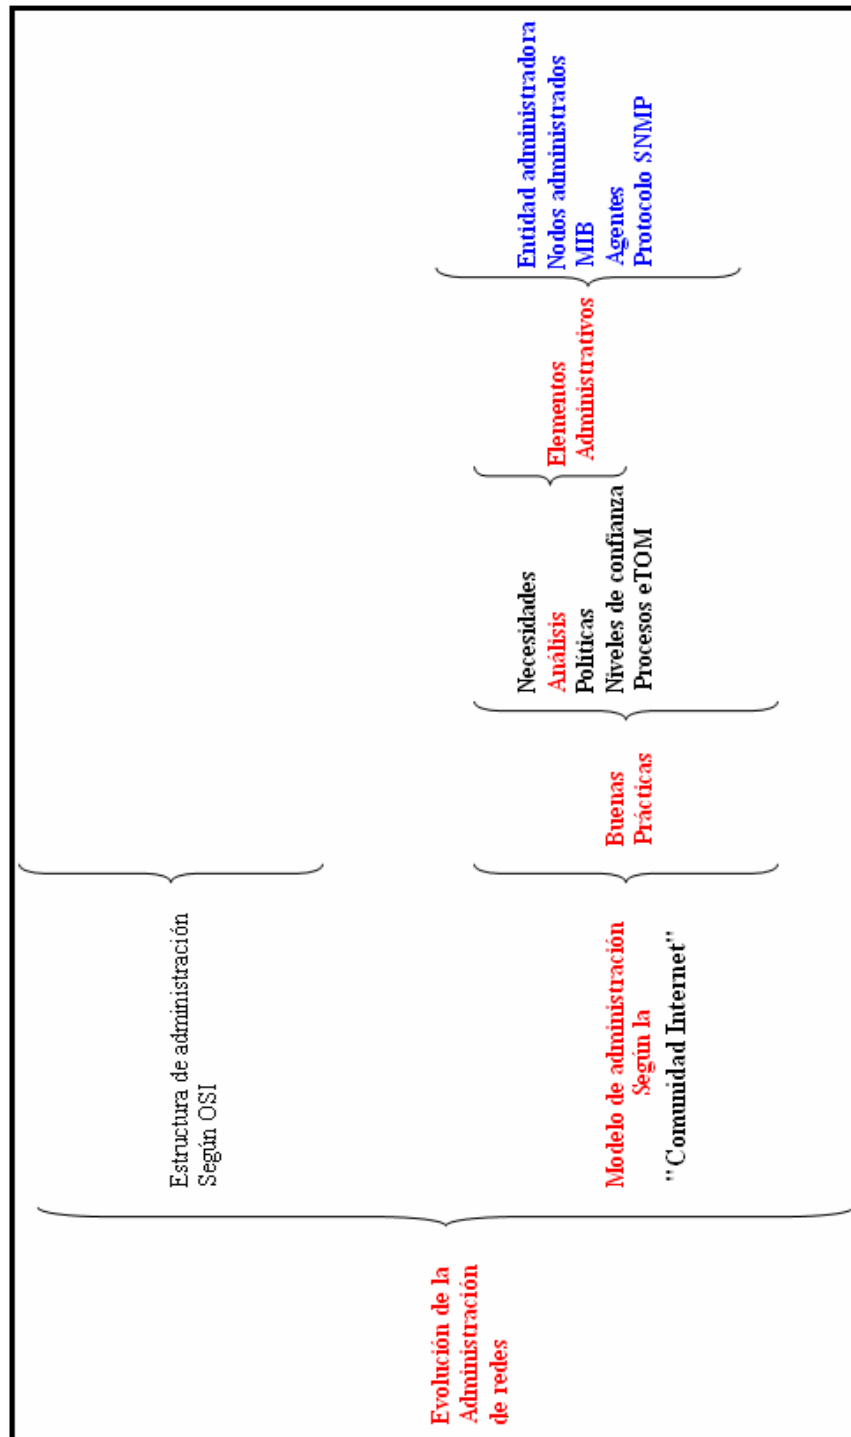 Evolución de la
Administración
de redes
Estructura de administración
Según OSI
Modelo de administración
Según la
"Comunidad Internet"
Buenas
Prácticas
Necesidades
Análisis
Políticas
Niveles de confianza
Procesos eTOM
Elementos
Administrativos
Entidad administradora
Nodos administrados
MIB
Agentes
Protocolo SNMP